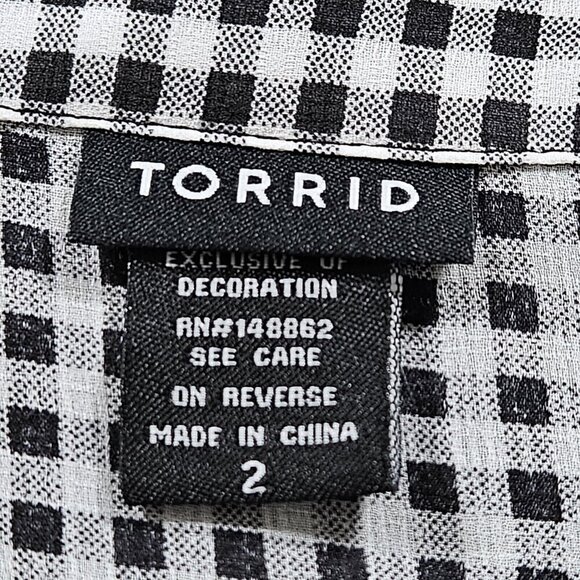 TORRID
EXCLUSIVE OF
DECORATION
RN#148862
SEE CARE
ON REVERSE
MADE IN CHINA
2